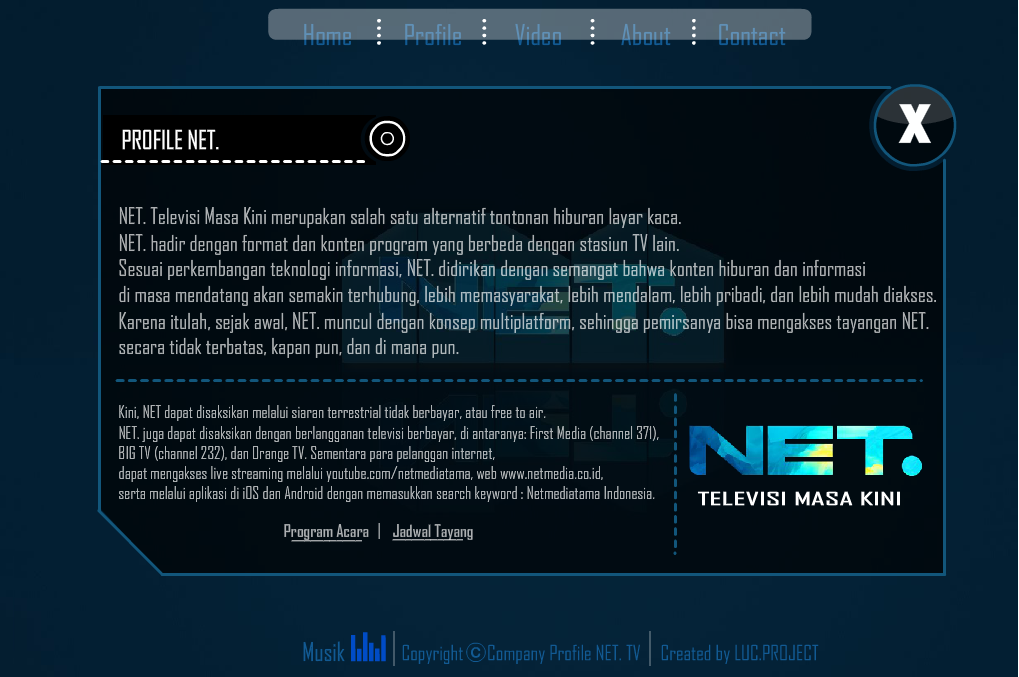 Home Profile Video About Contact
PROFILE NET.
X
NET. Televisi Masa Kini merupakan salah satu alternatif tontonan hiburan layar kaca.
NET. hadir dengan format dan konten program yang berbeda dengan stasiun TV lain.
Sesuai perkembangan teknologi informasi, NET. didirikan dengan semangat bahwa konten hiburan dan informasi
di masa mendatang akan semakin terhubung, lebih memasyarakat, lebih mendalam, lebih pribadi, dan lebih mudah diakses.
Karena itulah, sejak awal, NET. muncul dengan konsep multiplatform, sehingga pemirsanya bisa mengakses tayangan NET.
secara tidak terbatas, kapan pun, dan di mana pun.
Kini, NET dapat disaksikan melalui siaran terrestrial tidak berbayar, atau free to air.
NET. juga dapat disaksikan dengan berlangganan televisi berbayar, di antaranya: First Media (channel 371),
BIG TV (channel 232), dan Orange TV. Sementara para pelanggan internet,
dapat mengakses live streaming melalui youtube.com/netmediatama, web www.netmedia.co.id,
serta melalui aplikasi di iOS dan Android dengan memasukkan search keyword : Netmediatama Indonesia.
Program Acara | Jadwal Tayang
NET.
TELEVISI MASA KINI
Musik | Copyright ©Company Profile NET. TV | Created by LUC.PROJECT